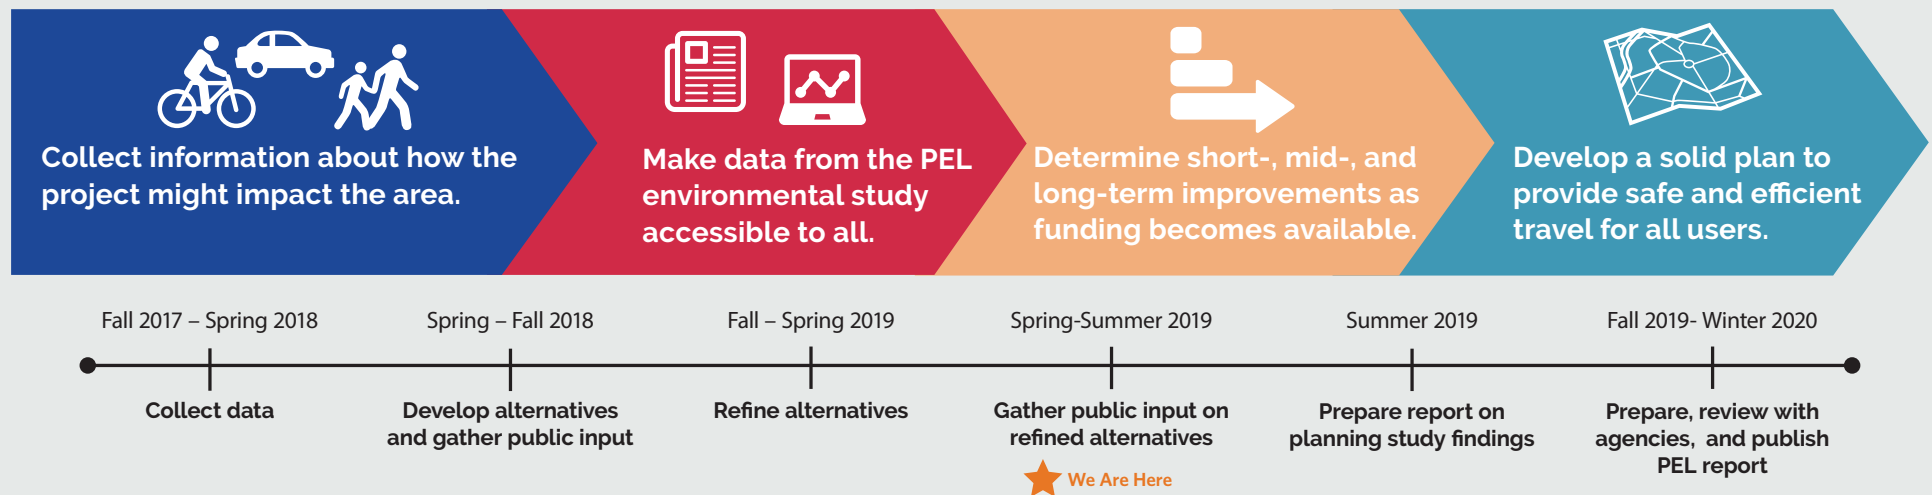 Collect information about how the
project might impact the area.
Make data from the PEL
environmental study
accessible to all.
Determine short-, mid-, and
long-term improvements as
funding becomes available.
Develop a solid plan to
provide safe and efficient
travel for all users.
Fall 2017 – Spring 2018
Spring – Fall 2018
Fall – Spring 2019
Spring-Summer 2019
Summer 2019
Fall 2019- Winter 2020
Collect data
Develop alternatives
and gather public input
Refine alternatives
Gather public input on
refined alternatives
Prepare report on
planning study findings
Prepare, review with
agencies, and publish
PEL report
We Are Here